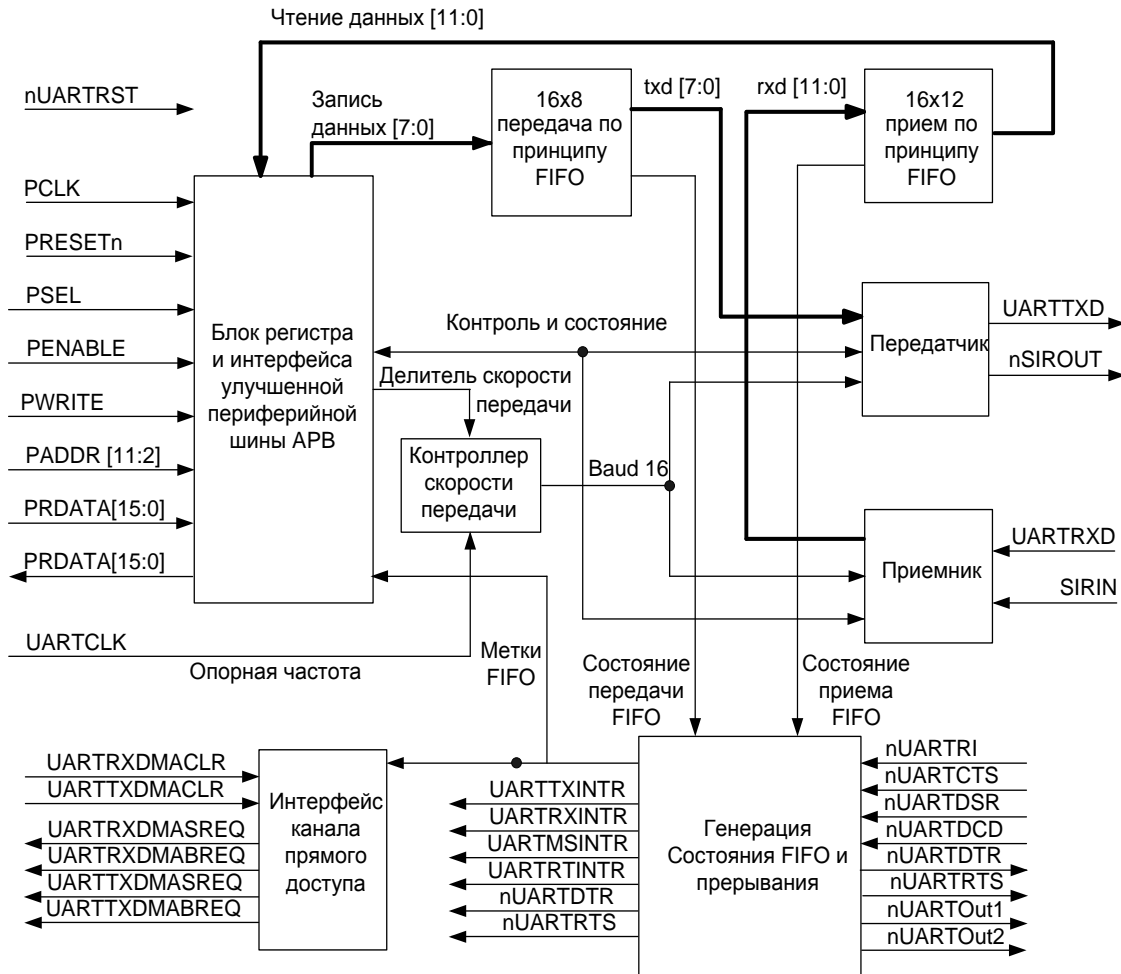 Чтение данных [11:0]
nUARTRST
Запись
данных [7:0]
16x8
передача по
принципу
FIFO
txd [7:0]
rxd [11:0]
16x12
прием по
принципу
FIFO
PCLK
PRESETn
PSEL
PENABLE
PWRITE
PADDR [11:2]
PRDATA[15:0]
PRDATA[15:0]
Блок регистра
и интерфейса
улучшенной
периферийной
шины APB
Контроль и состояние
Делитель скорости
передачи
Контроллер
скорости
передачи
Baud 16
Передатчик
UARTTXD
nSIROUT
Приемник
UARTRXD
SIRIN
UARTCLK
Опорная частота
Метки
FIFO
Состояние
передачи
FIFO
Состояние
приема
FIFO
UARTRXDMACLR
UARTTXDMACLR
UARTRXDMASREQ
UARTRXDMABREQ
UARTTXDMASREQ
UARTTXDMABREQ
Интерфейс
канала
прямого
доступа
UARTTXINTR
UARTRXINTR
UARTMSINTR
UARTRTINTR
nUARTDTR
nUARTRTS
Генерация
Состояния FIFO и
прерывания
nUARTRI
nUARTCTS
nUARTDSR
nUARTDCD
nUARTDTR
nUARTRTS
nUARTOut1
nUARTOut2